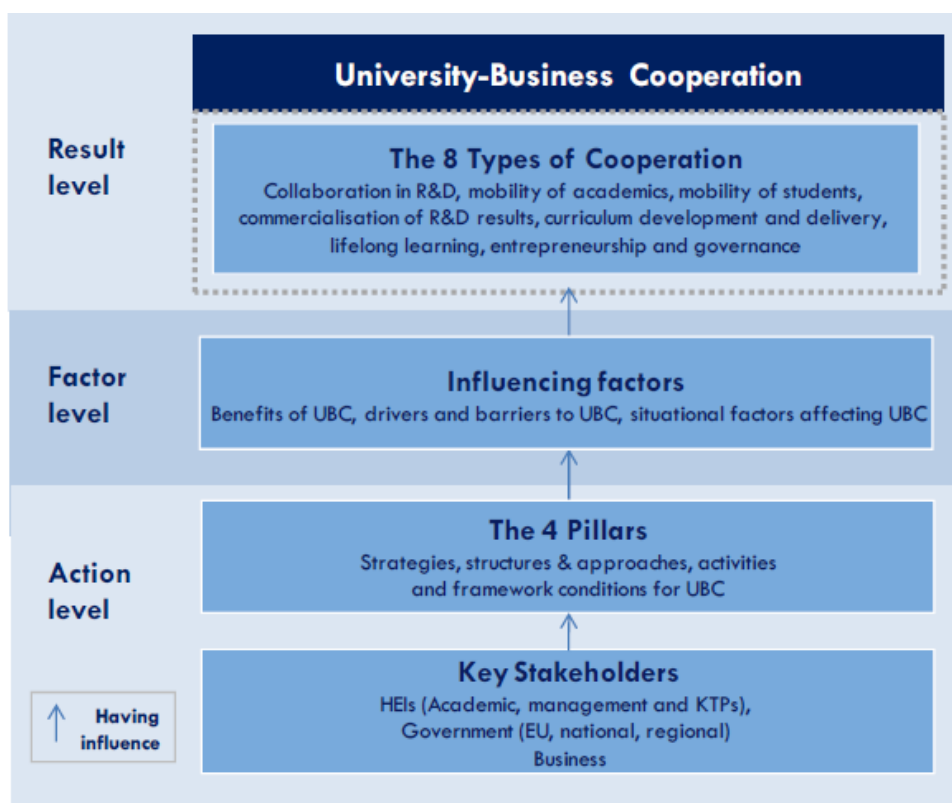 University-Business Cooperation
Result
level
The 8 Types of Cooperation
Collaboration in R&D, mobility of academics, mobility of students,
commercialisation of R&D results, curriculum development and delivery,
lifelong learning, entrepreneurship and governance
Factor
level
Influencing factors
Benefits of UBC, drivers and barriers to UBC, situational factors affecting UBC
Action
level
The 4 Pillars
Strategies, structures & approaches, activities
and framework conditions for UBC
Key Stakeholders
HEIs (Academic, management and KTPs),
Government (EU, national, regional)
Business
Having
influence